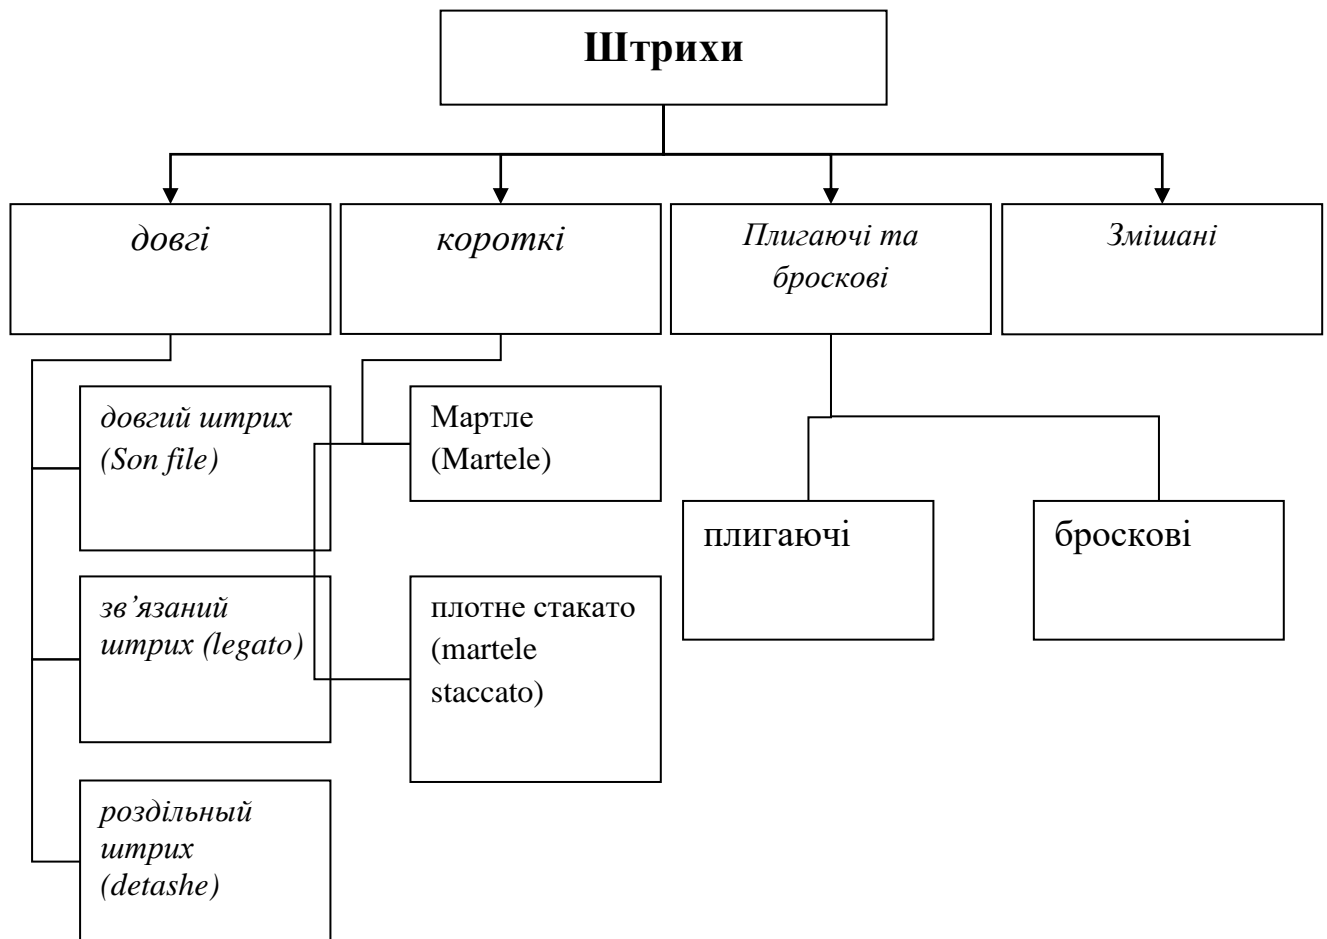 Штрихи
довгі
короткі
Плигаючі та
броскові
Змішані
довгий штрих
(Son file)
зв’язаний
штрих (legato)
роздільный
штрих
(detashe)
Мартле
(Martele)
плотне стакато
(martele
staccato)
плигаючі
броскові